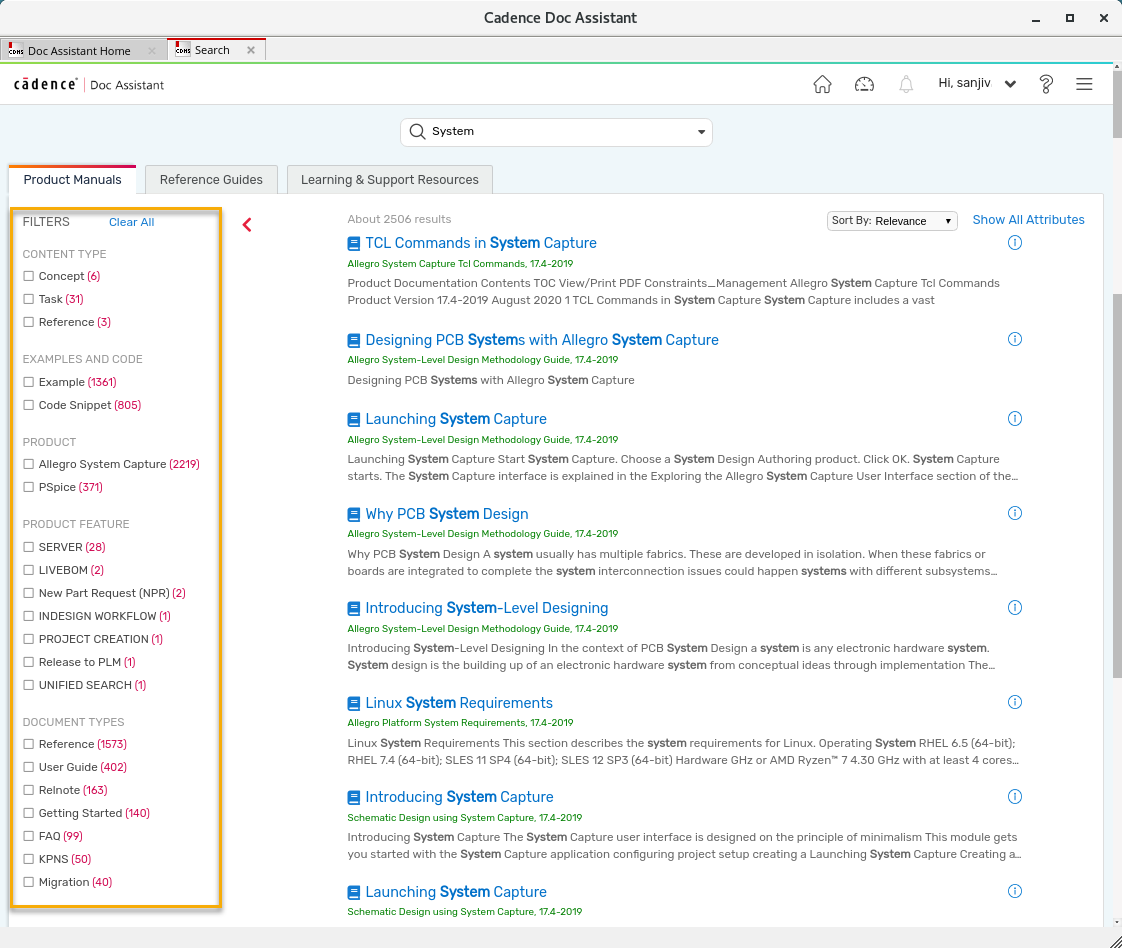 Cadence Doc Assistant
Doc Assistant Home
Search
cādence Doc Assistant
Hi, sanjiv
System
Product Manuals
Reference Guides
Learning & Support Resources
FILTERS
Clear All
CONTENT TYPE
Concept (6)
Task (31)
Reference (3)
EXAMPLES AND CODE
Example (1361)
Code Snippet (805)
PRODUCT
Allegro System Capture (2219)
PSpice (371)
PRODUCT FEATURE
SERVER (28)
LIVEBOM (2)
New Part Request (NPR) (2)
INDESIGN WORKFLOW (1)
PROJECT CREATION (1)
Release to PLM (1)
UNIFIED SEARCH (1)
DOCUMENT TYPES
Reference (1573)
User Guide (402)
Relnote (163)
Getting Started (140)
FAQ (99)
KPNS (50)
Migration (40)
About 2506 results
Sort By: Relevance
Show All Attributes
TCL Commands in System Capture
Allegro System Capture Tcl Commands, 17.4-2019
Product Documentation Contents TOC View/Print PDF Constraints_Management Allegro System Capture Tcl Commands
Product Version 17.4-2019 August 2020 1 TCL Commands in System Capture System Capture includes a vast
Designing PCB Systems with Allegro System Capture
Allegro System-Level Design Methodology Guide, 17.4-2019
Designing PCB Systems with Allegro System Capture
Launching System Capture
Allegro System-Level Design Methodology Guide, 17.4-2019
Launching System Capture Start System Capture. Choose a System Design Authoring product. Click OK. System Capture
starts. The System Capture interface is explained in the Exploring the Allegro System Capture User Interface section of the...
Why PCB System Design
Allegro System-Level Design Methodology Guide, 17.4-2019
Why PCB System Design A system usually has multiple fabrics. These are developed in isolation. When these fabrics or
boards are integrated to complete the system interconnection issues could happen systems with different subsystems...
Introducing System-Level Designing
Allegro System-Level Design Methodology Guide, 17.4-2019
Introducing System-Level Designing In the context of PCB System Design a system is any electronic hardware system.
System design is the building up of an electronic hardware system from conceptual ideas through implementation The...
Linux System Requirements
Allegro Platform System Requirements, 17.4-2019
Linux System Requirements This section describes the system requirements for Linux. Operating System RHEL 6.5 (64-bit);
RHEL 7.4 (64-bit); SLES 11 SP4 (64-bit); SLES 12 SP3 (64-bit) Hardware GHz or AMD Ryzen™ 7 4.30 GHz with at least 4 cores...
Introducing System Capture
Schematic Design using System Capture, 17.4-2019
Introducing System Capture The System Capture user interface is designed on the principle of minimalism This module gets
you started with the System Capture application configuring project setup creating a Launching System Capture Creating a...
Launching System Capture
Schematic Design using System Capture, 17.4-2019